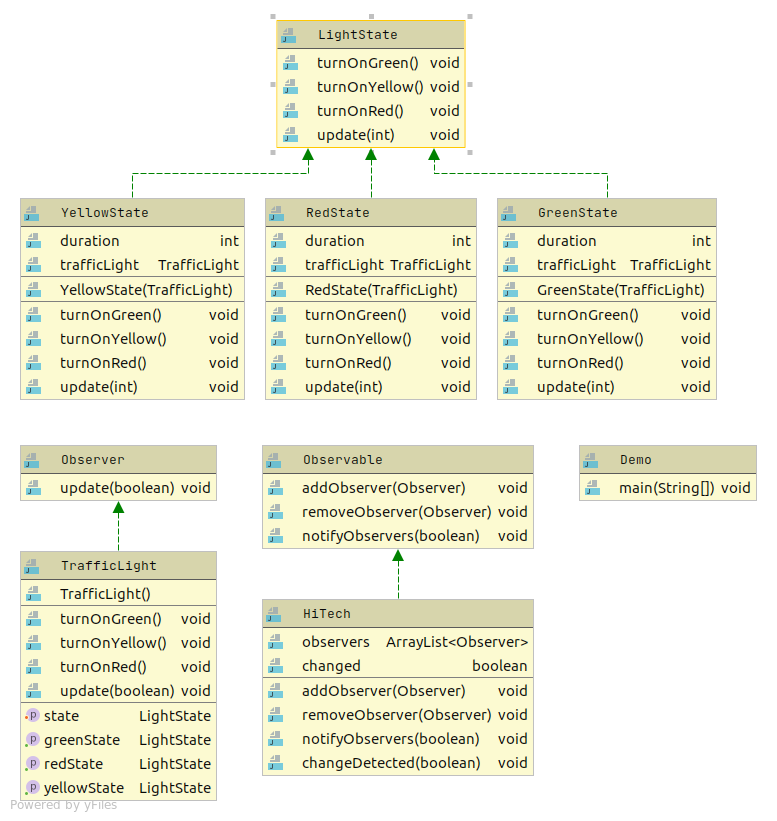 LightState
turnOnGreen() void
turnOnYellow() void
turnOnRed() void
update(int) void
YellowState
duration int
trafficLight TrafficLight
YellowState(TrafficLight)
turnOnGreen() void
turnOnYellow() void
turnOnRed() void
update(int) void
RedState
duration int
trafficLight TrafficLight
RedState(TrafficLight)
turnOnGreen() void
turnOnYellow() void
turnOnRed() void
update(int) void
GreenState
duration int
trafficLight TrafficLight
GreenState(TrafficLight)
turnOnGreen() void
turnOnYellow() void
turnOnRed() void
update(int) void
Observer
update(boolean) void
Observable
addObserver(Observer) void
removeObserver(Observer) void
notifyObservers(boolean) void
Demo
main(String[]) void
TrafficLight
TrafficLight()
turnOnGreen() void
turnOnYellow() void
turnOnRed() void
update(boolean) void
p state LightState
p greenState LightState
p redState LightState
p yellowState LightState
HiTech
observers ArrayList<Observer>
changed boolean
addObserver(Observer) void
removeObserver(Observer) void
notifyObservers(boolean) void
changeDetected(boolean) void
Powered by yFiles